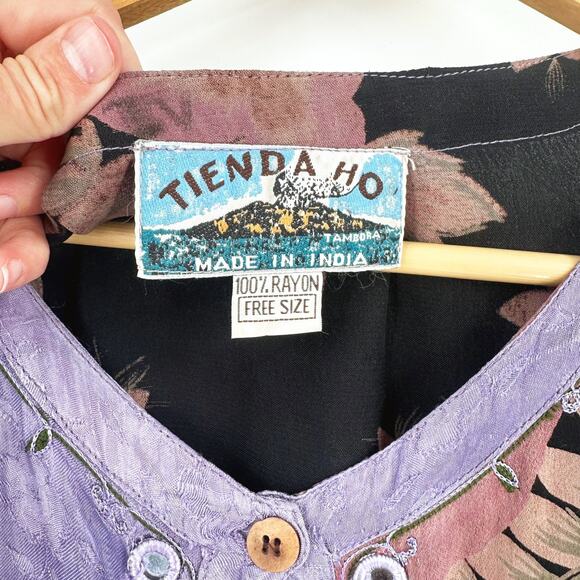 TIENDA HO
TAMBORA
MADE IN INDIA
100% RAYON
FREE SIZE